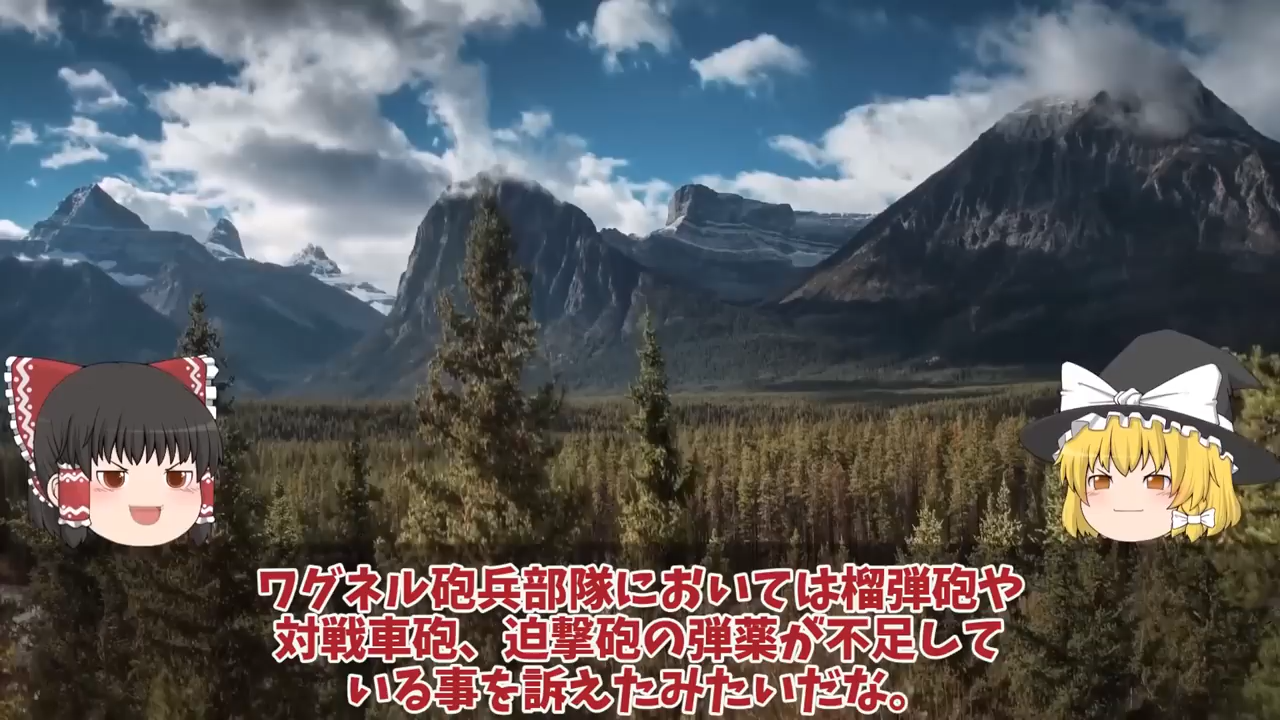 ワグネル砲兵部隊においては榴弾砲や
対戦車砲、迫撃砲の弾薬が不足して
いる事を訴えたみたいだな。